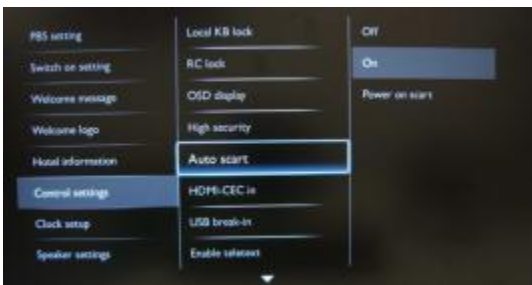 PBS setting
Switch on setting
Welcome message
Welcome logo
Hotel information
Control settings
Clock setup
Speaker settings
Local KB lock
RC lock
OSD display
High security
Auto scart
HDMI-CEC in
USB break-in
Enable teletext
Off
On
Power on scart